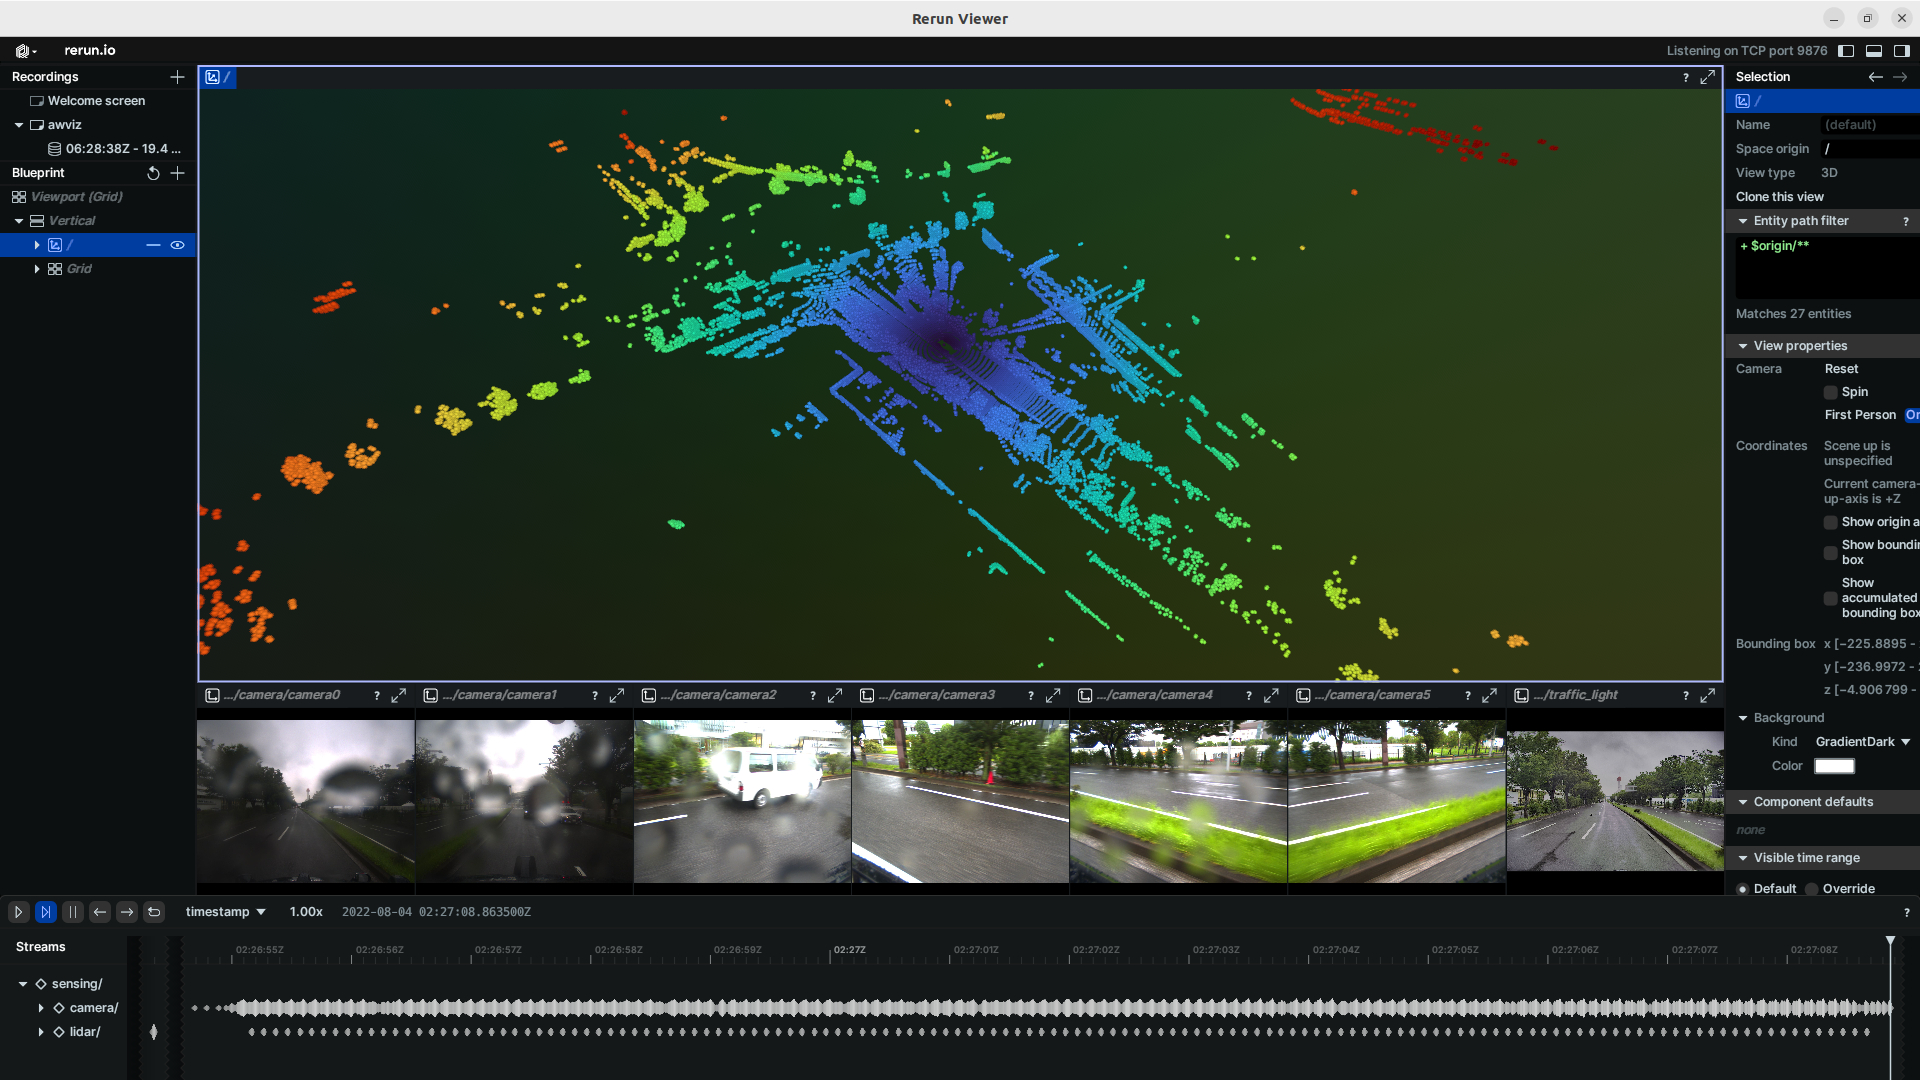 Rerun Viewer
rerun.io
Listening on TCP port 9876
Recordings
Welcome screen
awviz
06:28:38Z - 19.4 ...
Blueprint
Viewport (Grid)
Vertical
/
Grid
/
?
Selection
/
Name (default)
Space origin /
View type 3D
Clone this view
Entity path filter ?
+ $origin/**
Matches 27 entities
View properties
Camera Reset
Spin
First Person Or
Coordinates Scene up is
unspecified
Current camera-
up-axis is +Z
Show origin a
Show boundin
box
Show
accumulated
bounding box
Bounding box x [−225.8895 -
y [−236.9972 -
z [−4.906 799 -
Background
Kind GradientDark
Color
Component defaults
none
Visible time range
Default Override
.../camera/camera0 ?
.../camera/camera1 ?
.../camera/camera2 ?
.../camera/camera3 ?
.../camera/camera4 ?
.../camera/camera5 ?
.../traffic_light ?
timestamp 1.00x 2022-08-04 02:27:08.863500Z ?
Streams
02:26:55Z 02:26:56Z 02:26:57Z 02:26:58Z 02:26:59Z 02:27Z 02:27:01Z 02:27:02Z 02:27:03Z 02:27:04Z 02:27:05Z 02:27:06Z 02:27:07Z 02:27:08Z
sensing/
camera/
lidar/